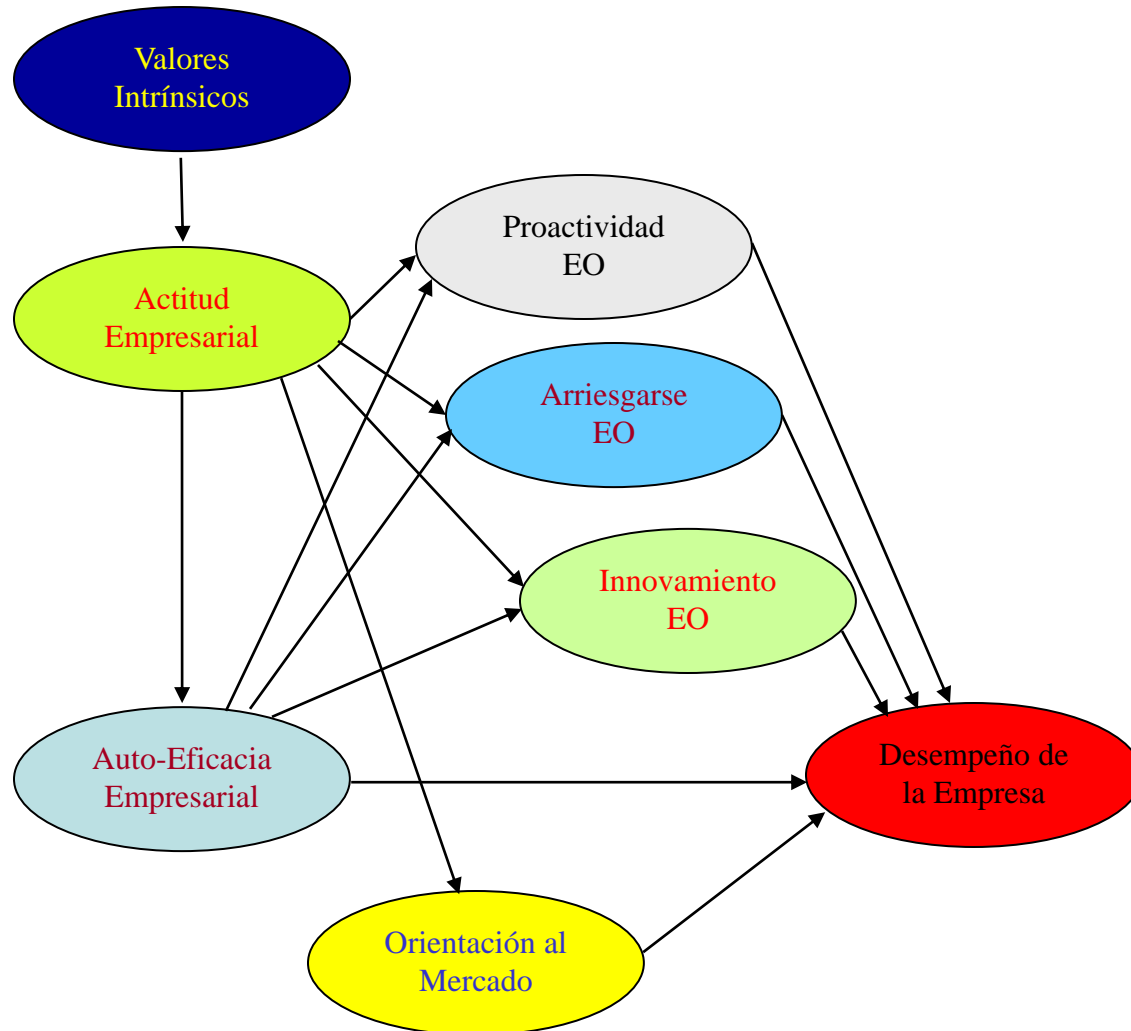 Valores
Intrínsicos
Proactividad
EO
Actitud
Empresarial
Arriesgarse
EO
Innovamiento
EO
Auto-Eficacia
Empresarial
Desempeño de
la Empresa
Orientación al
Mercado